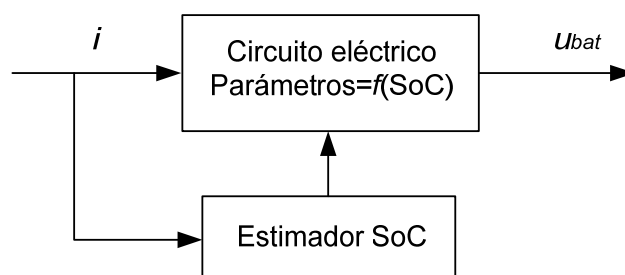 i
Circuito eléctrico
Parámetros=f(SoC)
ubat
Estimador SoC